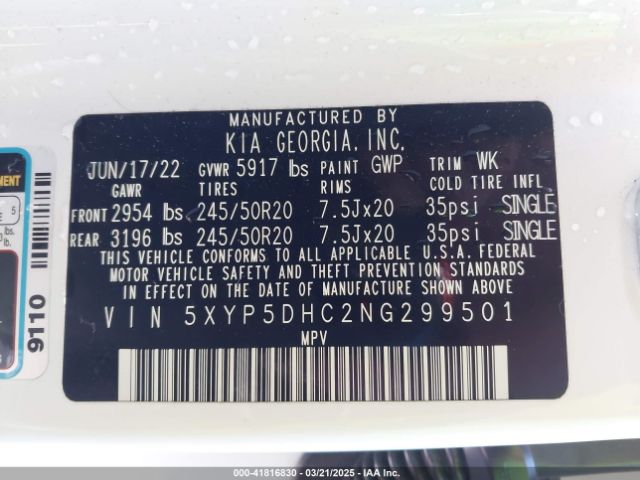 MANUFACTURED BY
KIA GEORGIA, INC.
JUN/17/22 GVWR 5917 lbs PAINT GWP TRIM WK
GAWR TIRES RIMS COLD TIRE INFL.
FRONT 2954 lbs 245/50R20 7.5Jx20 35psi SINGLE
REAR 3196 lbs 245/50R20 7.5Jx20 35psi SINGLE
THIS VEHICLE CONFORMS TO ALL APPLICABLE U.S.A. FEDERAL
MOTOR VEHICLE SAFETY AND THEFT PREVENTION STANDARDS
IN EFFECT ON THE DATE OF MANUFACTURE SHOWN ABOVE
VIN 5XYP5DHC2NG299501
MPV
9110
000-41816830 | 03/21/2025 - IAA Inc.